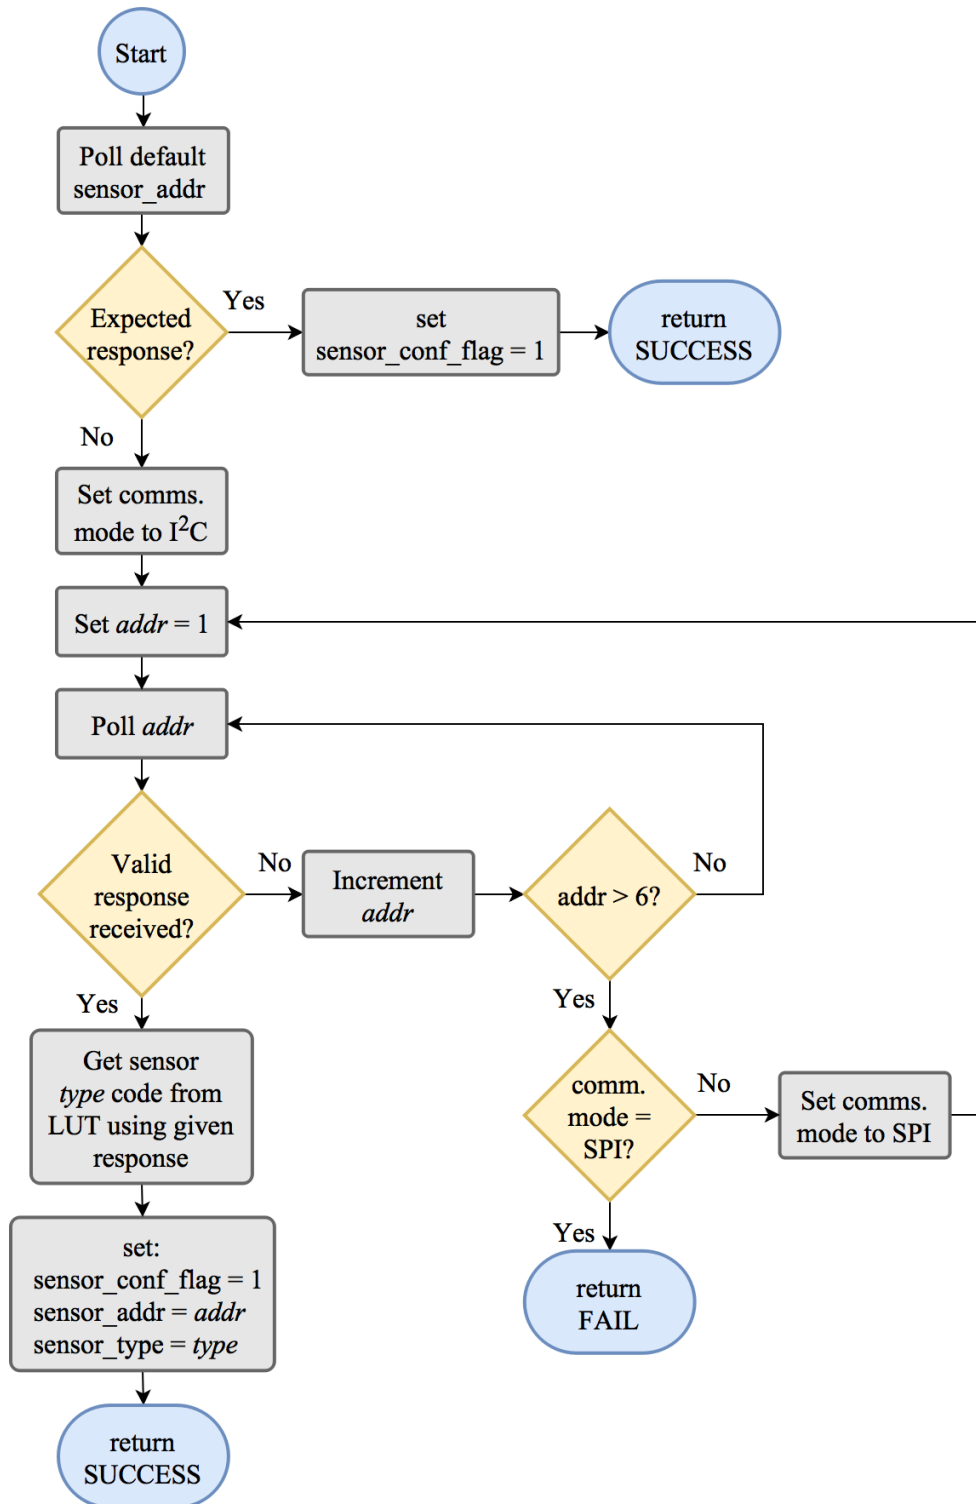 Start
Poll default
sensor_addr
Expected
response?
Yes
set
sensor_conf_flag = 1
return
SUCCESS
No
Set comms.
mode to I²C
Set addr = 1
Poll addr
Valid
response
received?
No
Increment
addr
addr > 6?
No
Yes
Yes
Get sensor
type code from
LUT using given
response
comm.
mode =
SPI?
No
Set comms.
mode to SPI
Yes
set:
sensor_conf_flag = 1
sensor_addr = addr
sensor_type = type
return
FAIL
return
SUCCESS